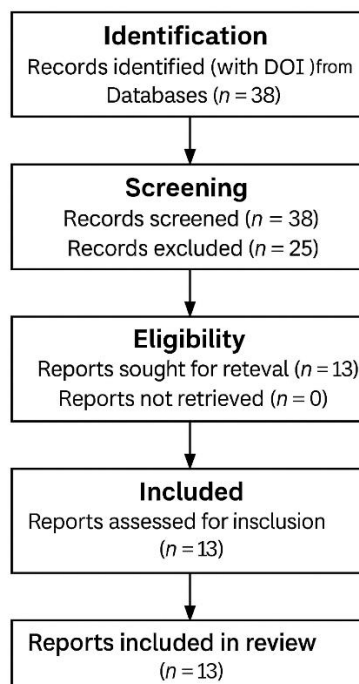 Identification
Records identified (with DOI )from
Databases (n = 38)
Screening
Records screened (n = 38)
Records excluded (n = 25)
Eligibility
Reports sought for reteval (n = 13)
Reports not retrieved (n = 0)
Included
Reports assessed for insclusion
(n = 13)
Reports included in review
(n = 13)